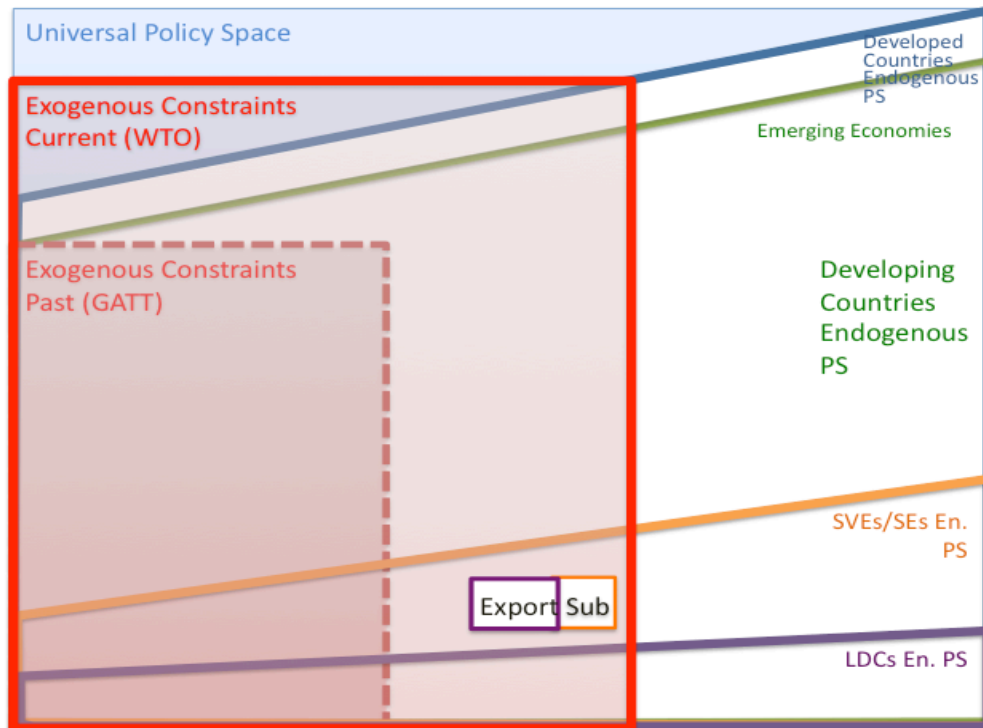 Universal Policy Space
Developed
Countries
Endogenous
PS
Exogenous Constraints
Current (WTO)
Emerging Economies
Exogenous Constraints
Past (GATT)
Developing
Countries
Endogenous
PS
SVEs/SEs En.
PS
Export Sub
LDCs En. PS